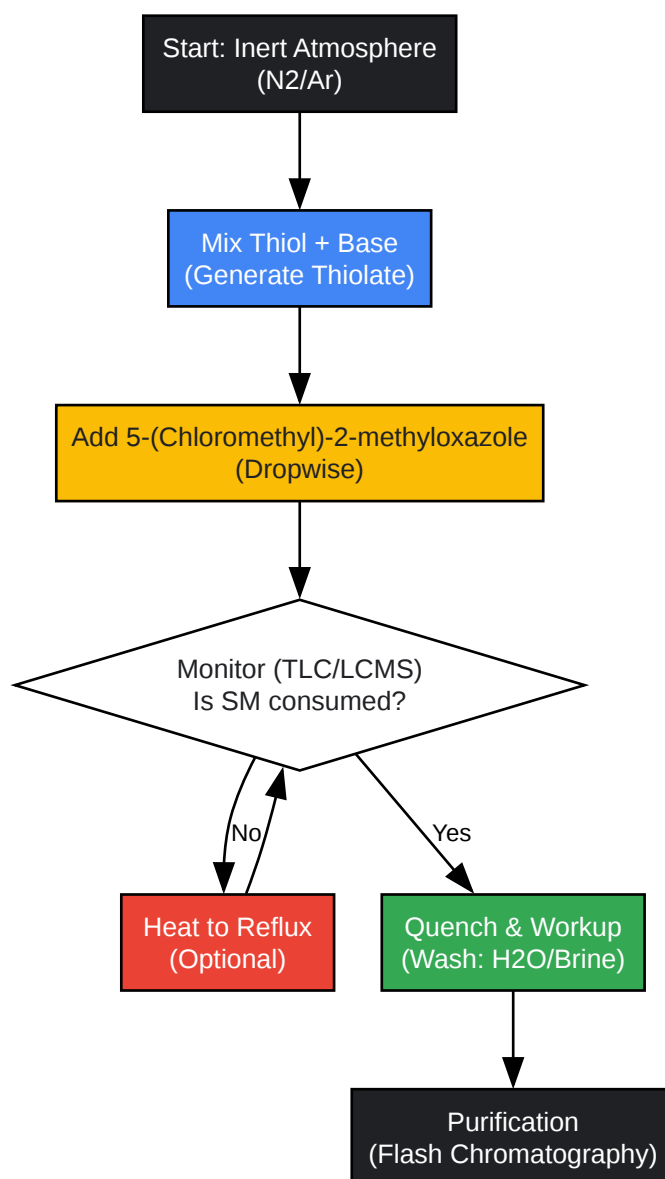 Start: Inert Atmosphere
(N2/Ar)
Mix Thiol + Base
(Generate Thiolate)
Add 5-(Chloromethyl)-2-methyloxazole
(Dropwise)
Monitor (TLC/LCMS)
Is SM consumed?
No
Yes
Heat to Reflux
(Optional)
Quench & Workup
(Wash: H2O/Brine)
Purification
(Flash Chromatography)